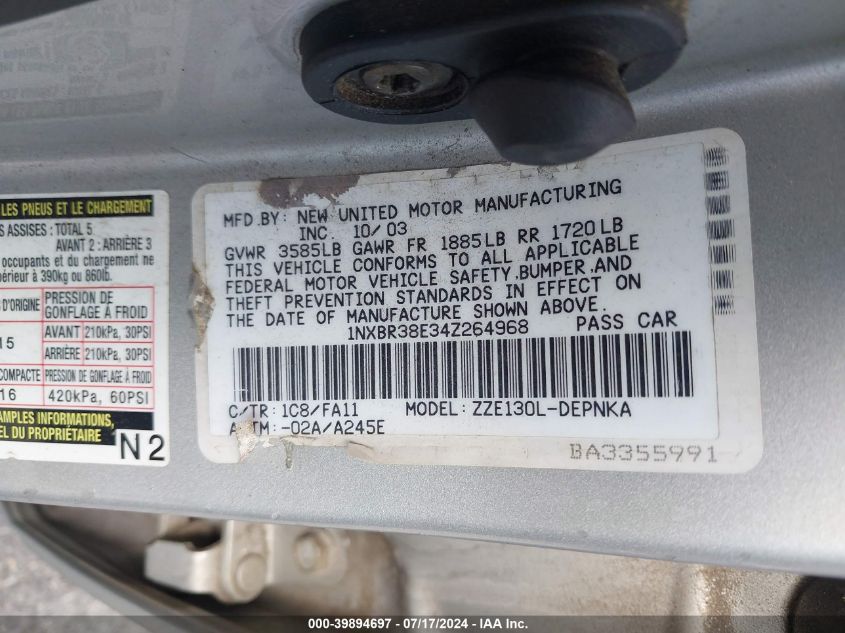 LES PNEUS ET LE CHARGEMENT
ASSISES : TOTAL 5
AVANT 2 : ARRIÈRE 3
occupants et du chargement ne
périeur à 390kg ou 860lb.
D'ORIGINE PRESSION DE GONFLAGE À FROID
15 AVANT 210kPa, 30PSI
ARRIÈRE 210kPa, 30PSI
COMPACTE PRESSION DE GONFLAGE À FROID
16 420kPa, 60PSI
AMPLES INFORMATIONS,
EL DU PROPRIÉTAIRE
N2
MFD BY: NEW UNITED MOTOR MANUFACTURING
INC. 10/03
GVWR 3585LB GAWR FR 1885LB RR 1720LB
THIS VEHICLE CONFORMS TO ALL APPLICABLE
FEDERAL MOTOR VEHICLE SAFETY,BUMPER,AND
THEFT PREVENTION STANDARDS IN EFFECT ON
THE DATE OF MANUFACTURE SHOWN ABOVE.
1NXBR38E34Z264968 PASS CAR
C/TR: 1C8/FA11 MODEL: ZZE130L-DEPNKA
TM: -02A/A245E
BA3355991
000-39894697 - 07/17/2024 - IAA Inc.